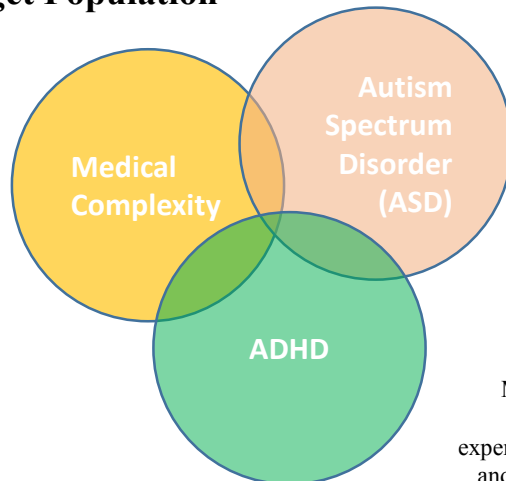 get Population
Autism
Spectrum
Disorder
(ASD)
Medical
Complexity
ADHD
M
exper
and